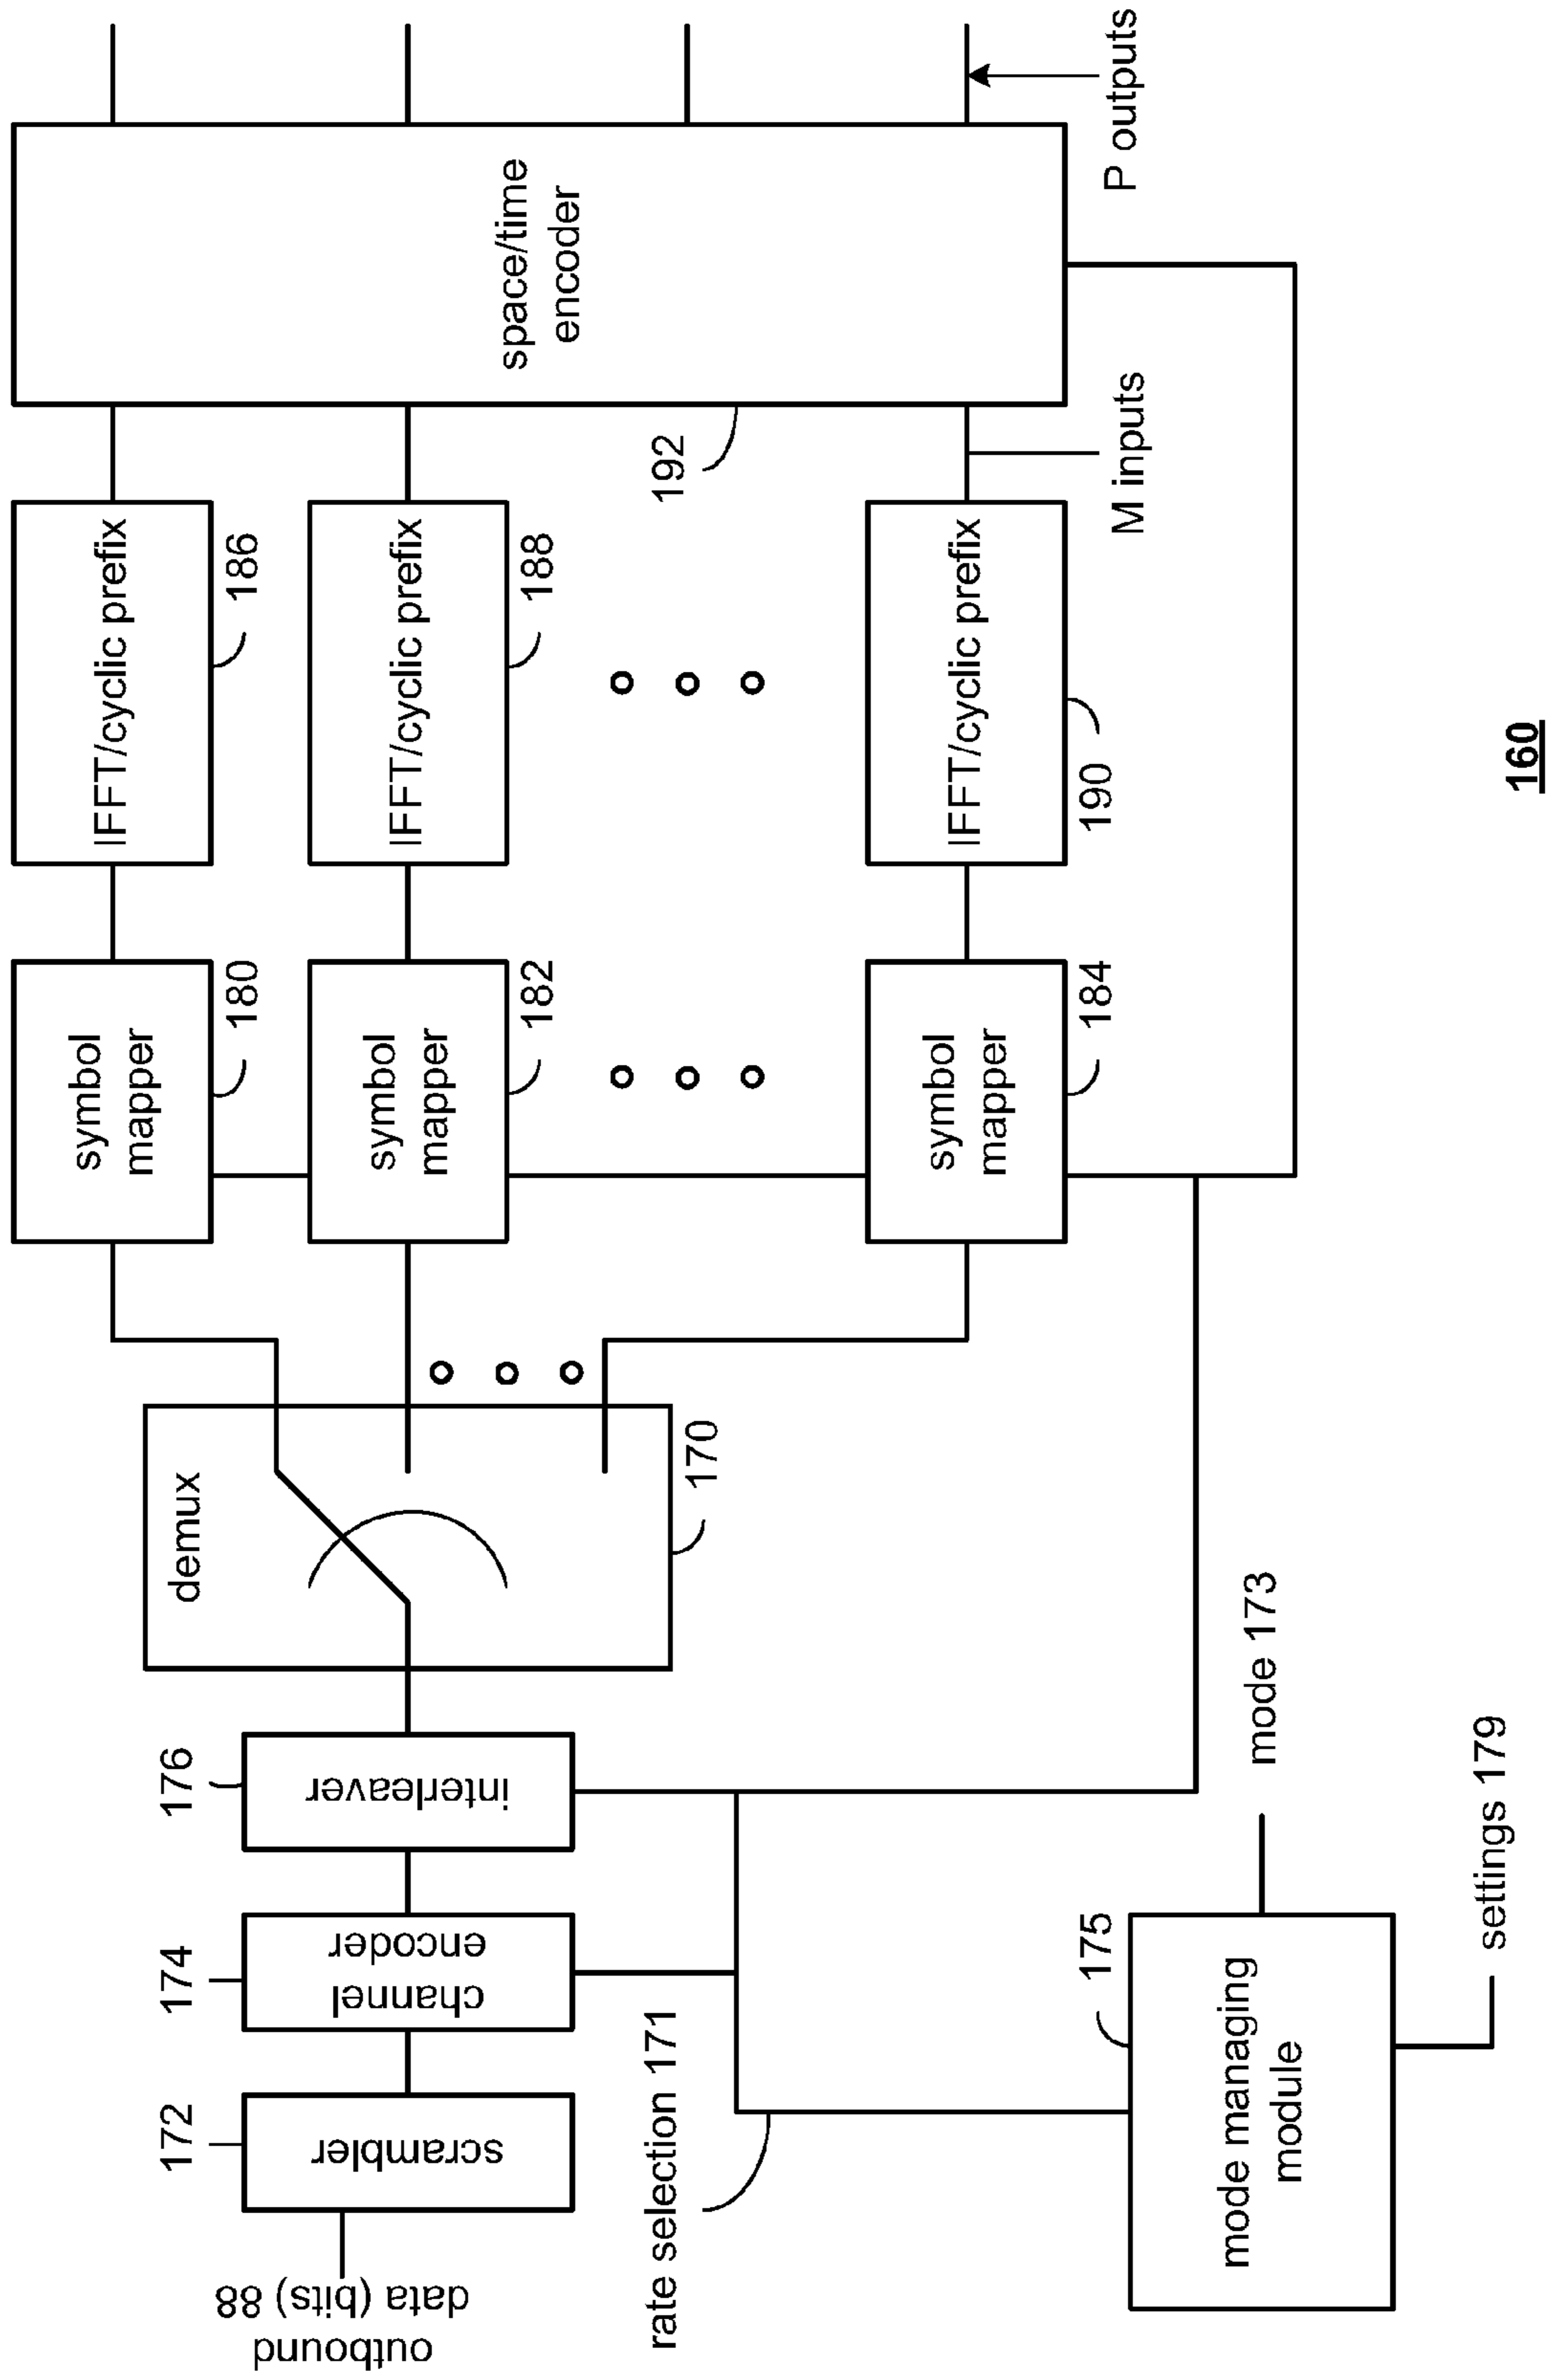 outbound
data (bits) 88
172
scrambler
174
channel
encoder
176
interleaver
demux
170
symbol
mapper
180
symbol
mapper
182
symbol
mapper
184
IFFT/cyclic prefix
186
IFFT/cyclic prefix
188
IFFT/cyclic prefix
190
space/time
encoder
192
M inputs
P outputs
rate selection 171
mode managing
module
175
mode 173
settings 179
160